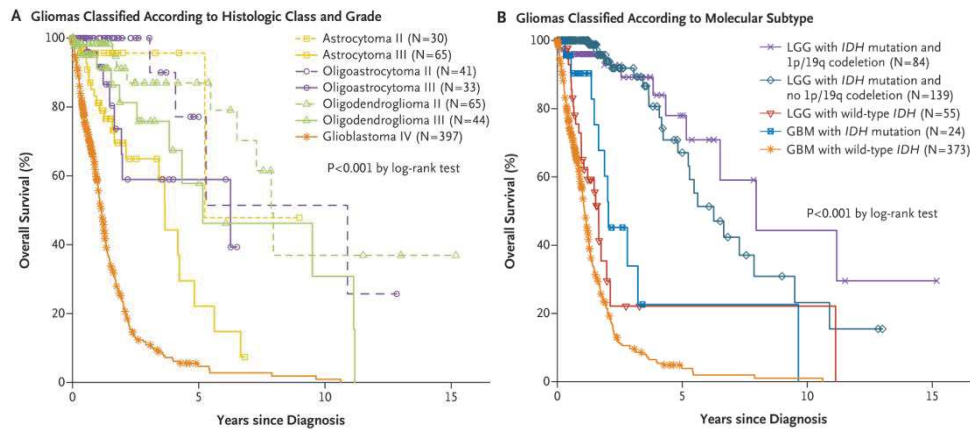 A Gliomas Classified According to Histologic Class and Grade
100
80
60
40
20
0
Overall Survival (%)
0
5
10
15
Years since Diagnosis
Astrocytoma II (N=30)
Astrocytoma III (N=65)
Oligoastrocytoma II (N=41)
Oligoastrocytoma III (N=33)
Oligodendroglioma II (N=65)
Oligodendroglioma III (N=44)
Glioblastoma IV (N=397)
P<0.001 by log-rank test
B Gliomas Classified According to Molecular Subtype
100
80
60
40
20
0
Overall Survival (%)
0
5
10
15
Years since Diagnosis
LGG with IDH mutation and
1p/19q codeletion (N=84)
LGG with IDH mutation and
no 1p/19q codeletion (N=139)
LGG with wild-type IDH (N=55)
GBM with IDH mutation (N=24)
GBM with wild-type IDH (N=373)
P<0.001 by log-rank test